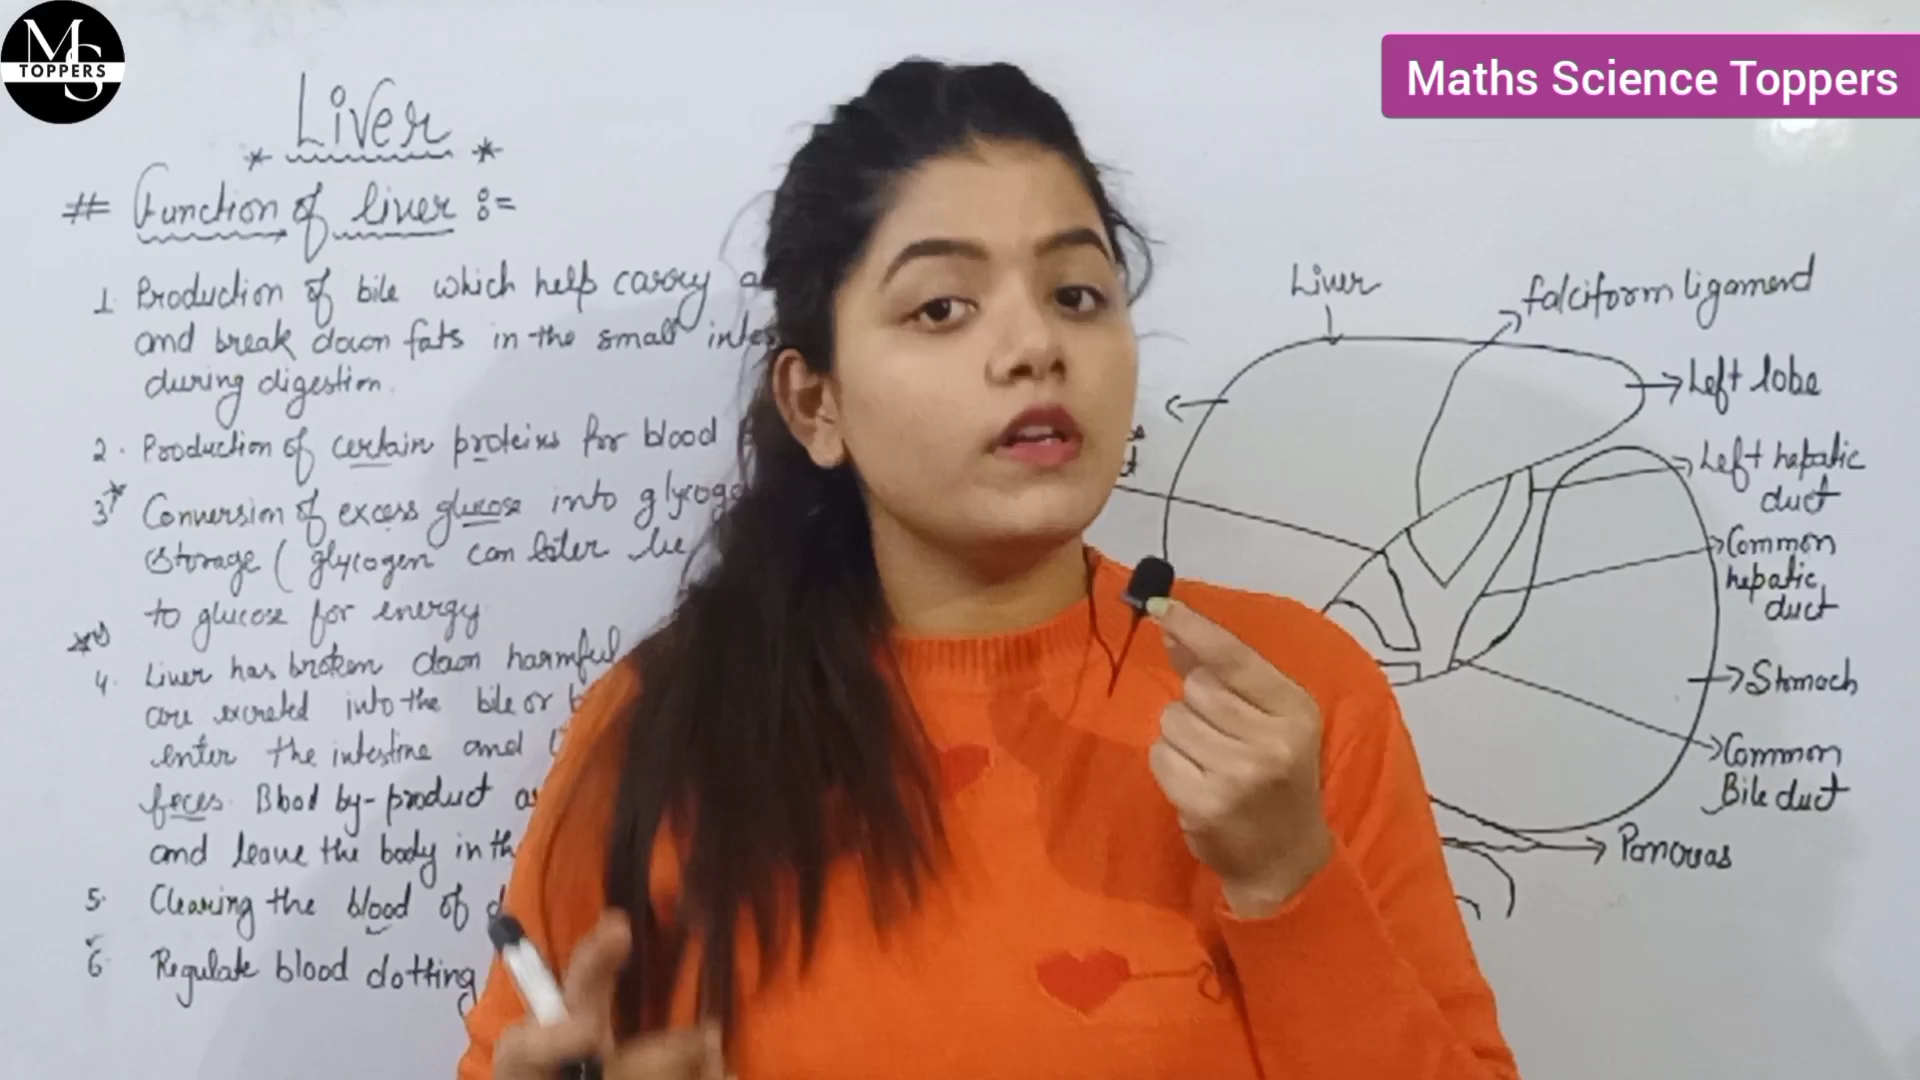 MS
TOPPERS
Maths Science Toppers
Liver
# Function of liver :=
1. Production of bile which help carry
and break down fats in the small
during digestion.
2. Production of certain proteins for blood
3 Conversion of excess glucose into
storage ( glycogen can later be
to glucose for energy
4. Liver has broken down harmful
are excreted into the bile or
enter the intestine and
feces. Blood by-product
and leave the body in
5. Clearing the blood of
6 Regulate blood clotting
Liver
falciform ligament
Left lobe
Left hepatic
duct
Common
hepatic
duct
Stomach
Common
Bile duct
Pancreas